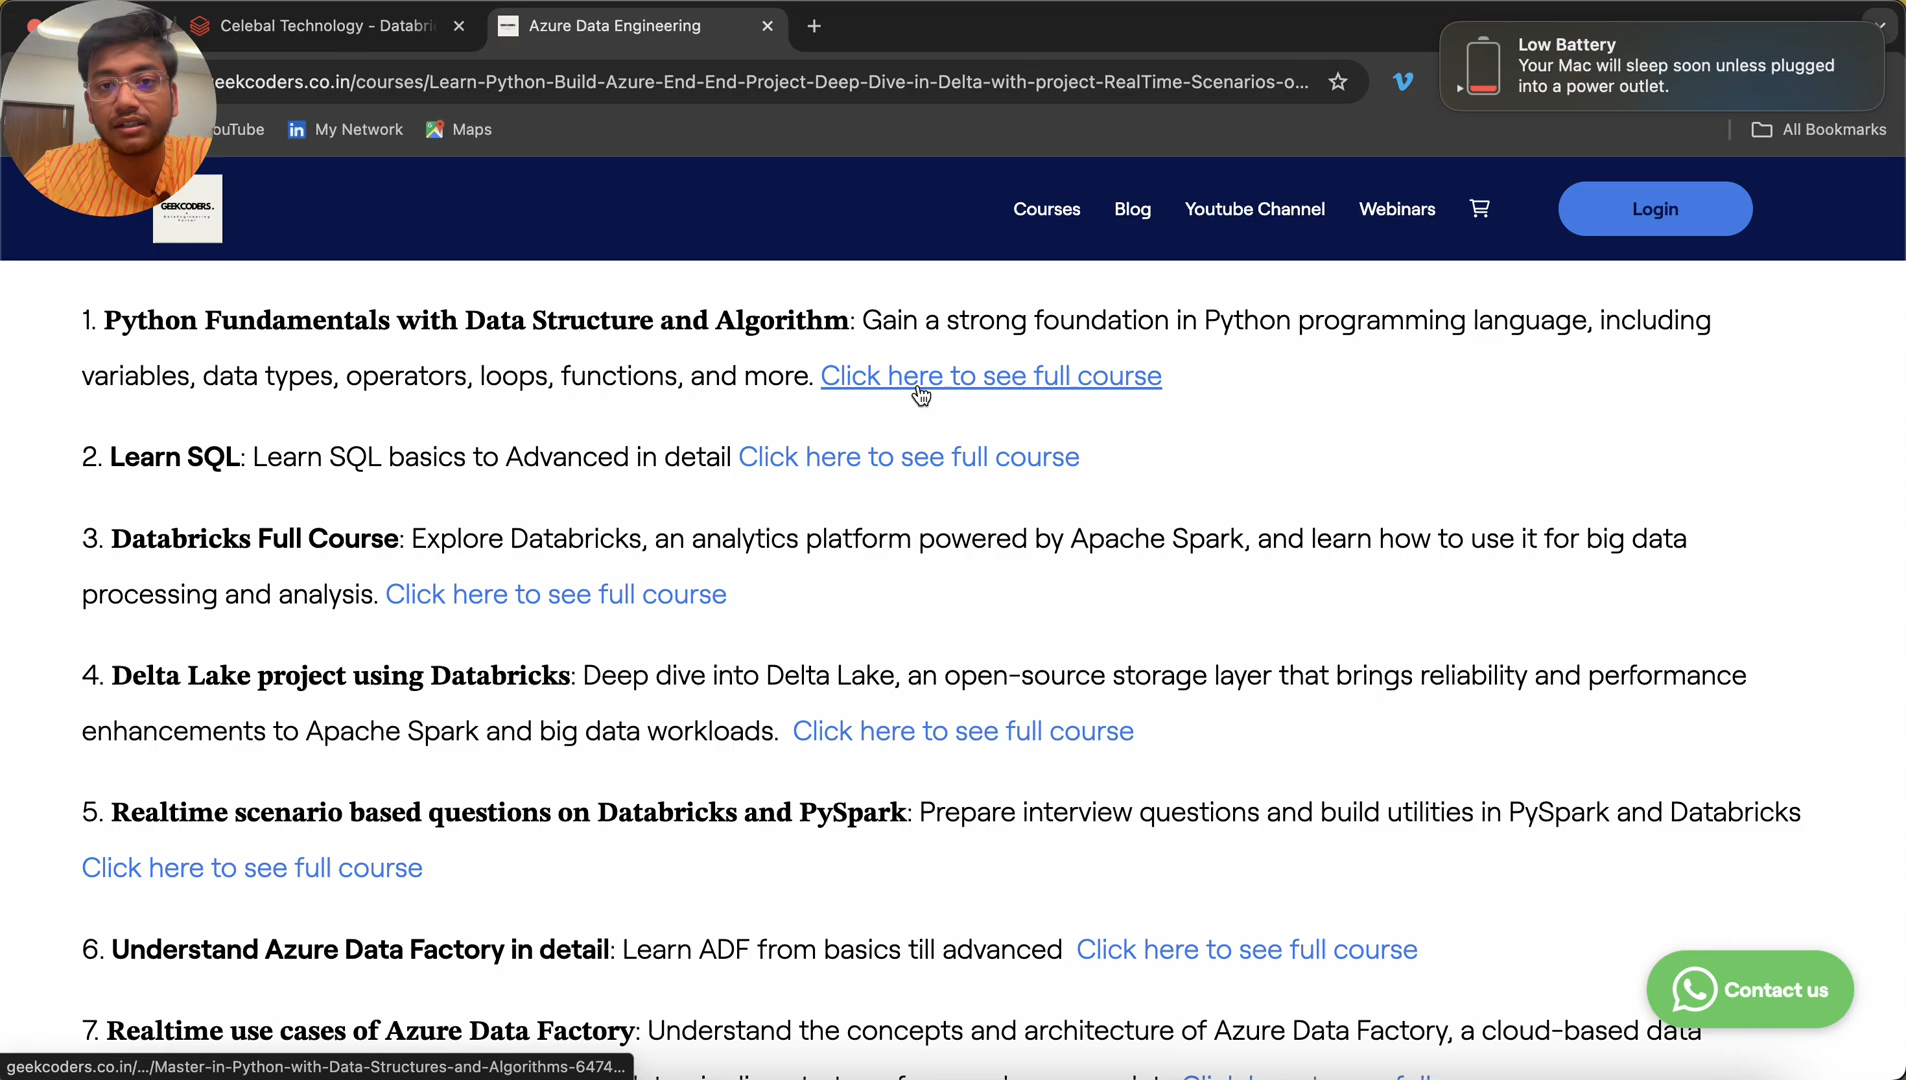 Celebal Technology - Databri
Azure Data Engineering
Low Battery
Your Mac will sleep soon unless plugged
into a power outlet.
eekcoders.co.in/courses/Learn-Python-Build-Azure-End-End-Project-Deep-Dive-in-Delta-with-project-RealTime-Scenarios-o...
ouTube
My Network
Maps
All Bookmarks
GEEKCODERS.
Courses
Blog
Youtube Channel
Webinars
Login
1. Python Fundamentals with Data Structure and Algorithm: Gain a strong foundation in Python programming language, including
variables, data types, operators, loops, functions, and more. Click here to see full course
2. Learn SQL: Learn SQL basics to Advanced in detail Click here to see full course
3. Databricks Full Course: Explore Databricks, an analytics platform powered by Apache Spark, and learn how to use it for big data
processing and analysis. Click here to see full course
4. Delta Lake project using Databricks: Deep dive into Delta Lake, an open-source storage layer that brings reliability and performance
enhancements to Apache Spark and big data workloads. Click here to see full course
5. Realtime scenario based questions on Databricks and PySpark: Prepare interview questions and build utilities in PySpark and Databricks
Click here to see full course
6. Understand Azure Data Factory in detail: Learn ADF from basics till advanced Click here to see full course
Contact us
7. Realtime use cases of Azure Data Factory: Understand the concepts and architecture of Azure Data Factory, a cloud-based data
geekcoders.co.in/.../Master-in-Python-with-Data-Structures-and-Algorithms-6474...